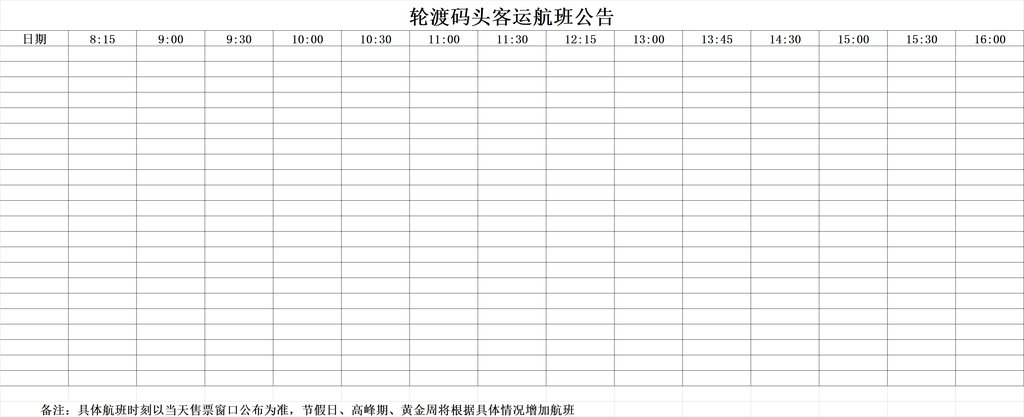 轮渡码头客运航班公告
日期 8:15 9:00 9:30 10:00 10:30 11:00 11:30 12:15 13:00 13:45 14:30 15:00 15:30 16:00
备注：具体航班时刻以当天售票窗口公布为准，节假日、高峰期、黄金周将根据具体情况增加航班